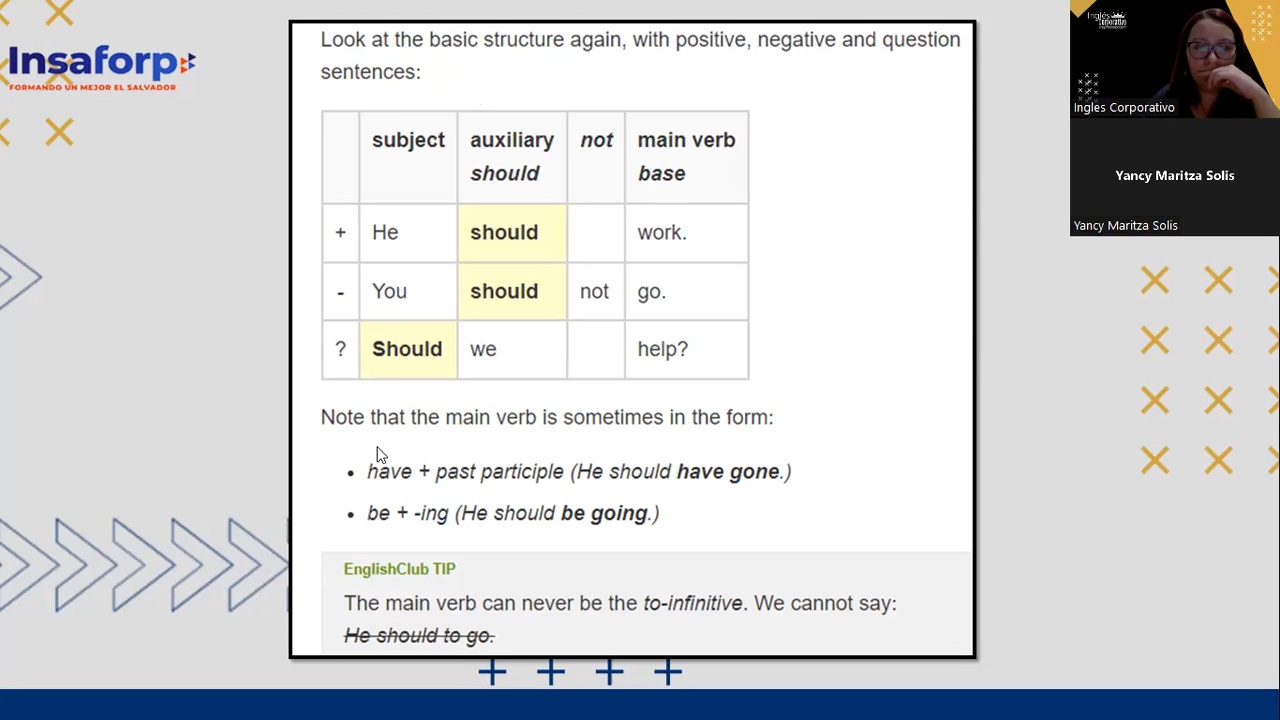 Insaforp
FORMANDO UN MEJOR EL SALVADOR
Look at the basic structure again, with positive, negative and question
sentences:
subject auxiliary should not main verb base
+ He should work.
- You should not go.
? Should we help?
Note that the main verb is sometimes in the form:
• have + past participle (He should have gone.)
• be + -ing (He should be going.)
EnglishClub TIP
The main verb can never be the to-infinitive. We cannot say:
He should to go.
Inglés
Corporativo
Ingles Corporativo
Yancy Maritza Solis
Yancy Maritza Solis